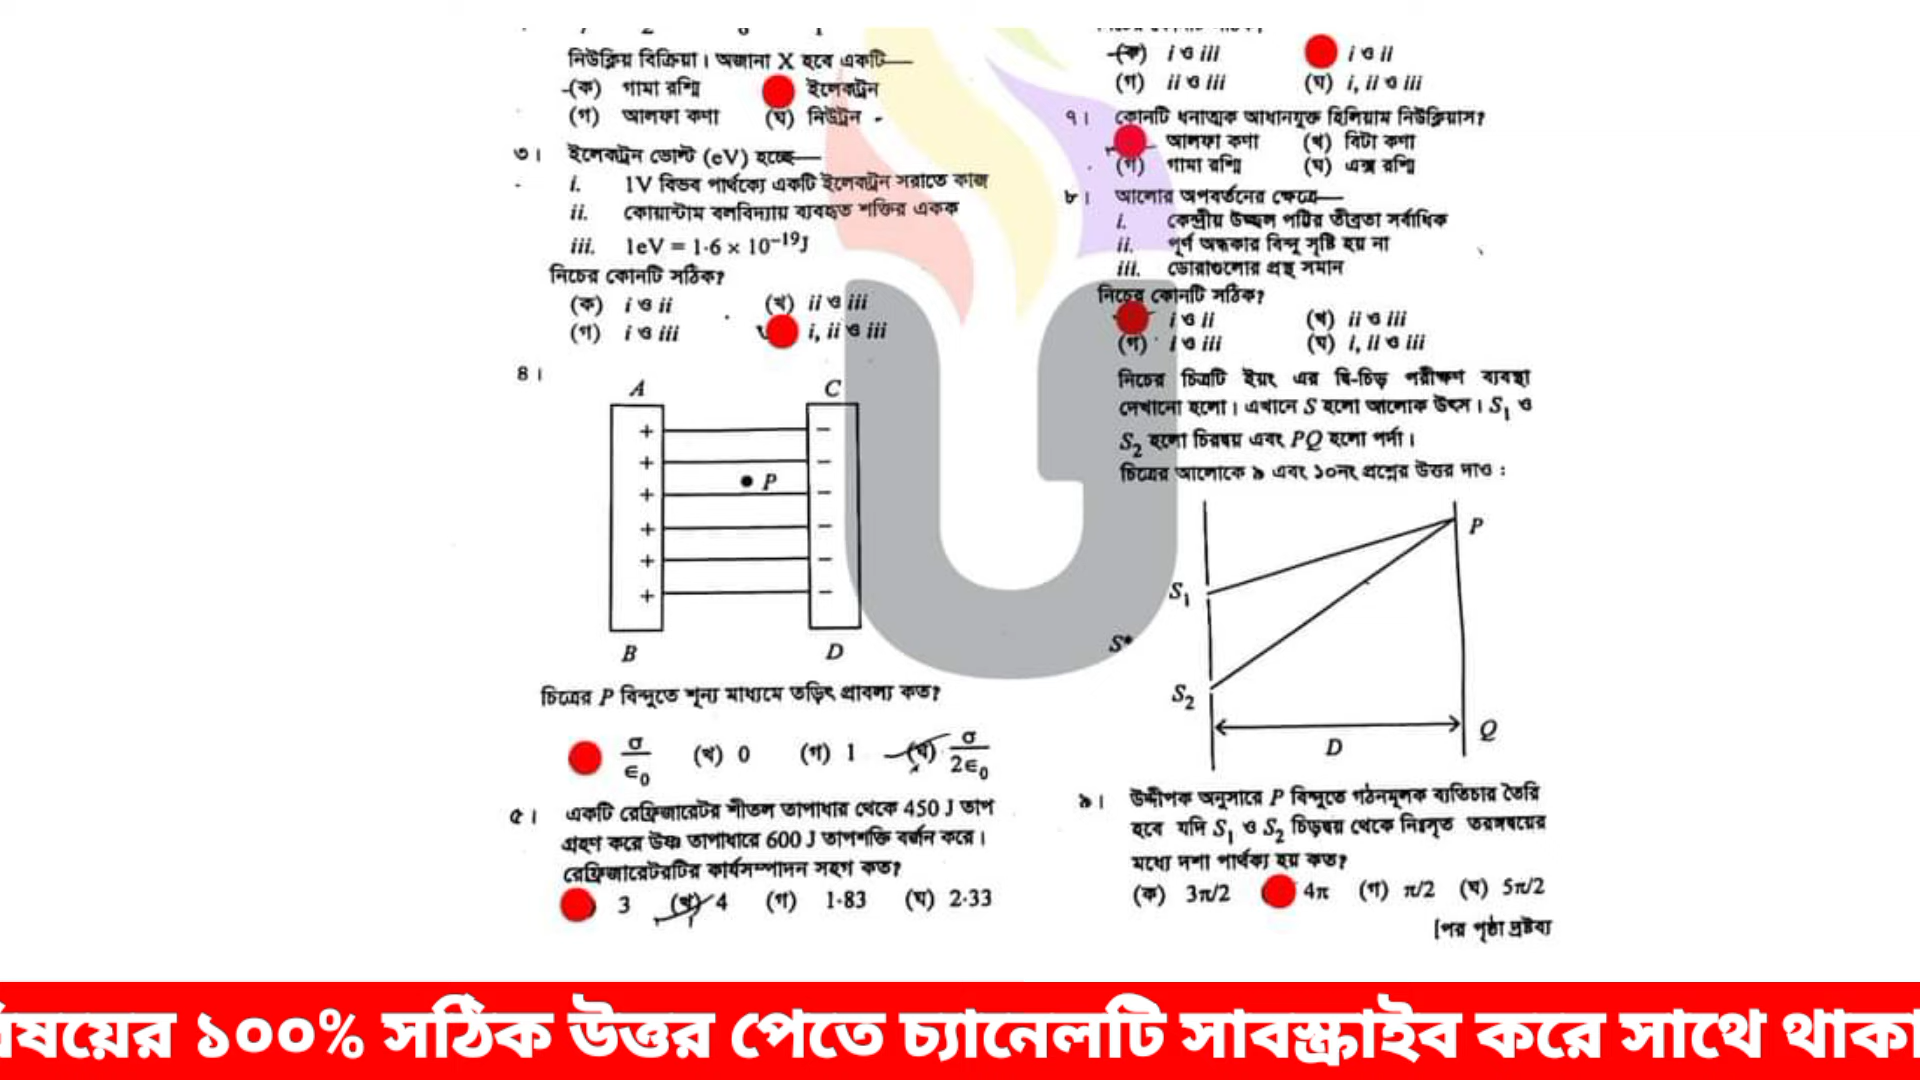 নিউক্লিয় বিক্রিয়া। অজানা X হবে একটি—
(ক) গামা রশ্মি ইলেকট্রন
(গ) আলফা কণা (ঘ) নিউট্রন
৩। ইলেকট্রন ভোল্ট (eV) হচ্ছে—
i. 1V বিভব পার্থক্যে একটি ইলেকট্রন সরাতে কাজ
ii. কোয়ান্টাম বলবিদ্যায় ব্যবহৃত শক্তির একক
iii. 1eV = 1·6 × 10⁻¹⁹J
নিচের কোনটি সঠিক?
(ক) i ও ii (খ) ii ও iii
(গ) i ও iii i, ii ও iii
৪।
A C
+ −
+ −
P
+ −
+ −
+ −
+ −
B D
চিত্রের P বিন্দুতে শূন্য মাধ্যমে তড়িৎ প্রাবল্য কত?
σ/∈₀ (খ) 0 (গ) 1 (ঘ) σ/2∈₀
৫। একটি রেফ্রিজারেটর শীতল তাপাধার থেকে 450 J তাপ
গ্রহণ করে উষ্ণ তাপাধারে 600 J তাপশক্তি বর্জন করে।
রেফ্রিজারেটরটির কার্যসম্পাদন সহগ কত?
3 (খ) 4 (গ) 1·83 (ঘ) 2·33
(ক) i ও iii i ও ii
(গ) ii ও iii (ঘ) i, ii ও iii
৭। কোনটি ধনাত্মক আধানযুক্ত হিলিয়াম নিউক্লিয়াস?
আলফা কণা (খ) বিটা কণা
(গ) গামা রশ্মি (ঘ) এক্স রশ্মি
৮। আলোর অপবর্তনের ক্ষেত্রে—
i. কেন্দ্রীয় উজ্জ্বল পট্টির তীব্রতা সর্বাধিক
ii. পূর্ণ অন্ধকার বিন্দু সৃষ্টি হয় না
iii. ডোরাগুলোর প্রস্থ সমান
নিচের কোনটি সঠিক?
i ও ii (খ) ii ও iii
(গ) i ও iii (ঘ) i, ii ও iii
নিচের চিত্রটি ইয়ং এর দ্বি-চিড় পরীক্ষণ ব্যবস্থা
দেখানো হলো। এখানে S হলো আলোক উৎস। S₁ ও
S₂ হলো চিরদ্বয় এবং PQ হলো পর্দা।
চিত্রের আলোকে ৯ এবং ১০নং প্রশ্নের উত্তর দাও :
P
S₁
S
S₂
Q
D
৯। উদ্দীপক অনুসারে P বিন্দুতে গঠনমূলক ব্যতিচার তৈরি
হবে যদি S₁ ও S₂ চিড়দ্বয় থেকে নিঃসৃত তরঙ্গদ্বয়ের
মধ্যে দশা পার্থক্য হয় কত?
(ক) 3π/2 4π (গ) π/2 (ঘ) 5π/2
[পর পৃষ্ঠা দ্রষ্টব্য
র্বিষয়ের ১০০% সঠিক উত্তর পেতে চ্যানেলটি সাবস্ক্রাইব করে সাথে থাকা